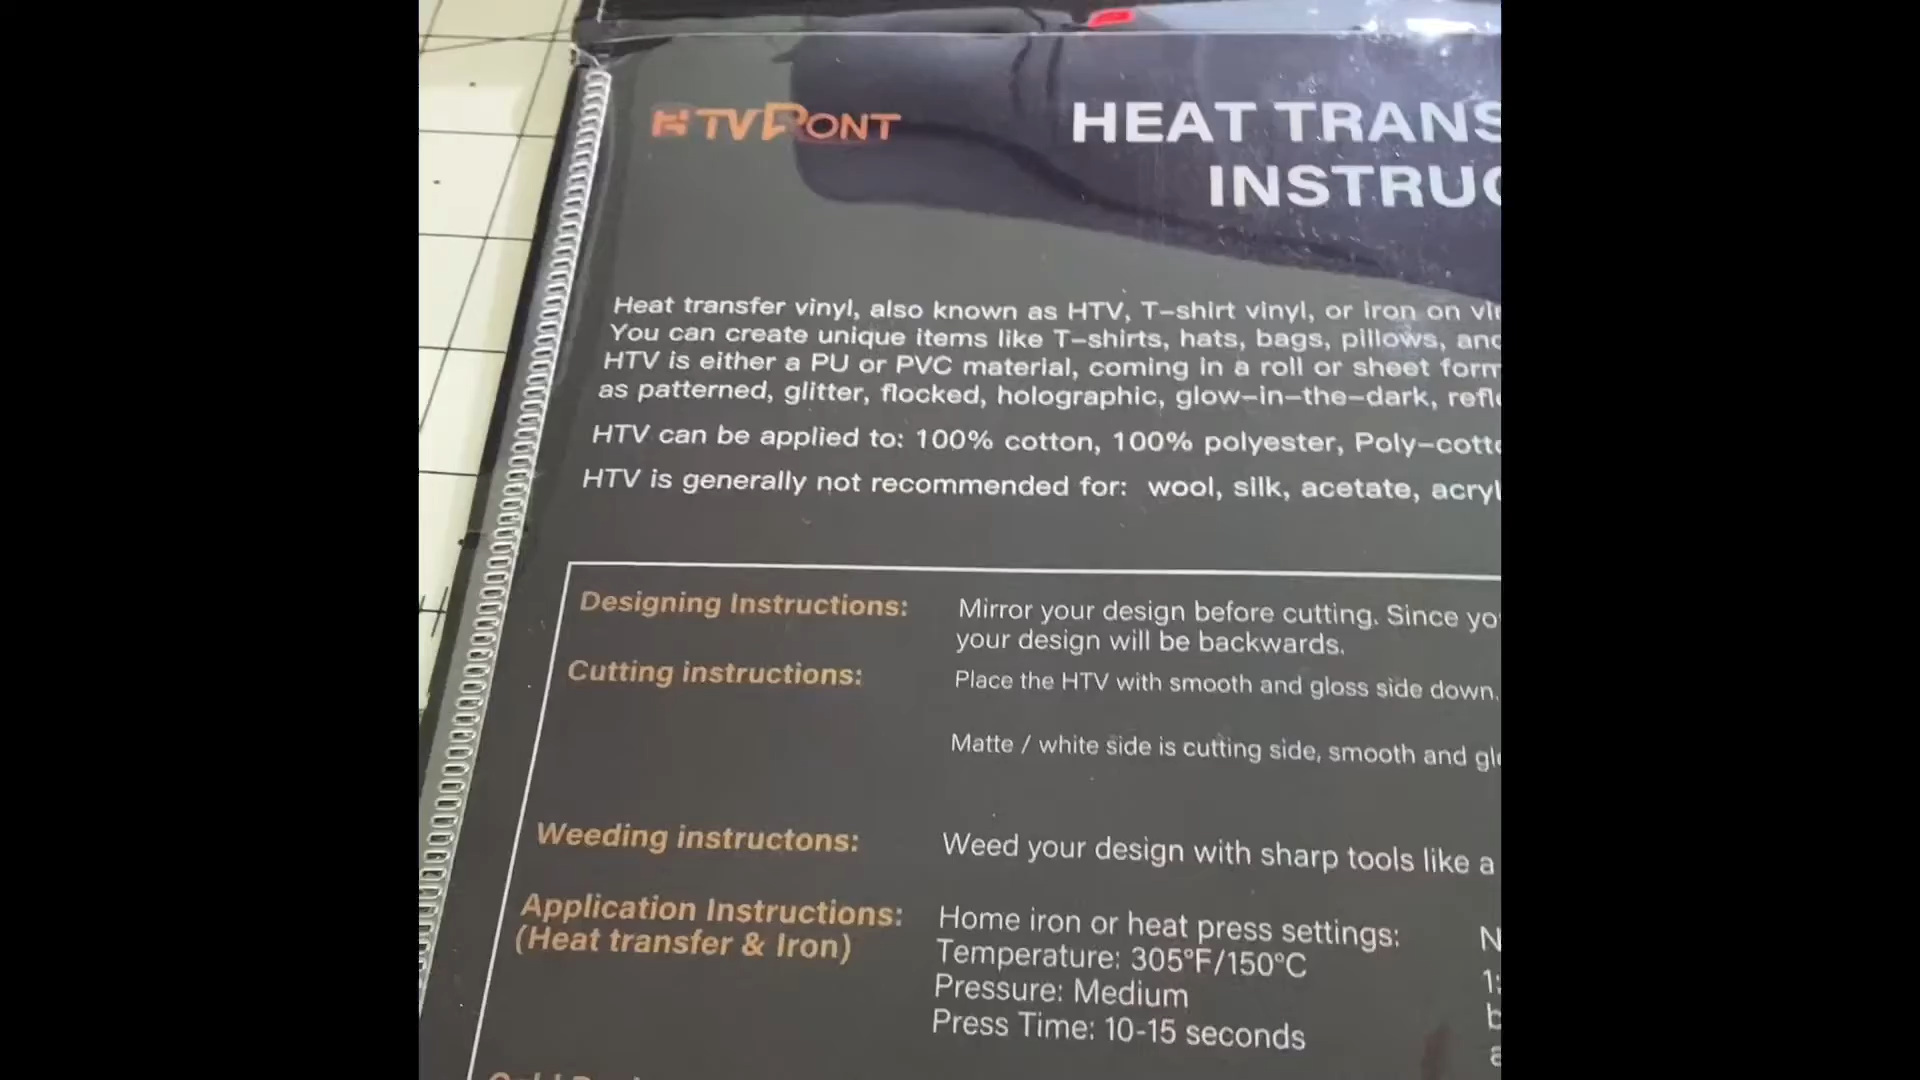 HTVRONT
HEAT
INSTRUC
Heat transfer vinyl, also known as HTV, T-shirt vinyl, or iron on
You can create unique items like T-shirts, hats, bags, pillows,
HTV is either a PU or PVC material, coming in a roll or sheet
as patterned, glitter, flocked, holographic, glow-in-the-dark,
HTV can be applied to: 100% cotton, 100% polyester,
HTV is generally not recommended for: wool, silk, acetate,
Designing Instructions:
Mirror your design before cutting. Since
your design will be backwards.
Cutting instructions:
Place the HTV with smooth and gloss side down.
Matte / white side is cutting side, smooth and
Weeding instructons:
Weed your design with sharp tools like a
Application Instructions:
(Heat transfer & Iron)
Home iron or heat press settings:
Temperature: 305°F/150°C
Pressure: Medium
Press Time: 10-15 seconds